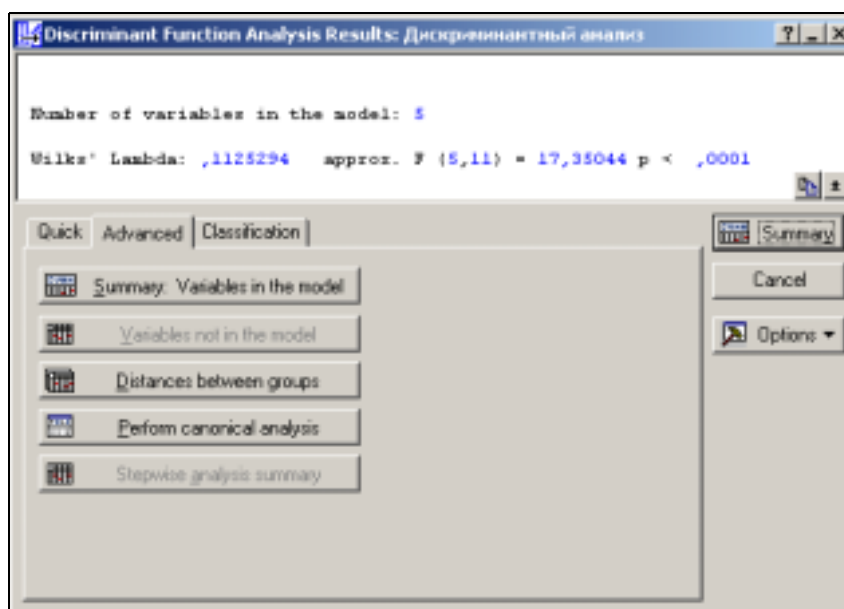 Discriminant Function Analysis Results: Дискриминантный анализ
Number of variables in the model: 5
Wilks' Lambda: ,1125294 approx. F (5,11) = 17,35044 p < ,0001
Quick Advanced Classification
Summary
Summary: Variables in the model
Cancel
Variables not in the model
Options
Distances between groups
Perform canonical analysis
Stepwise analysis summary